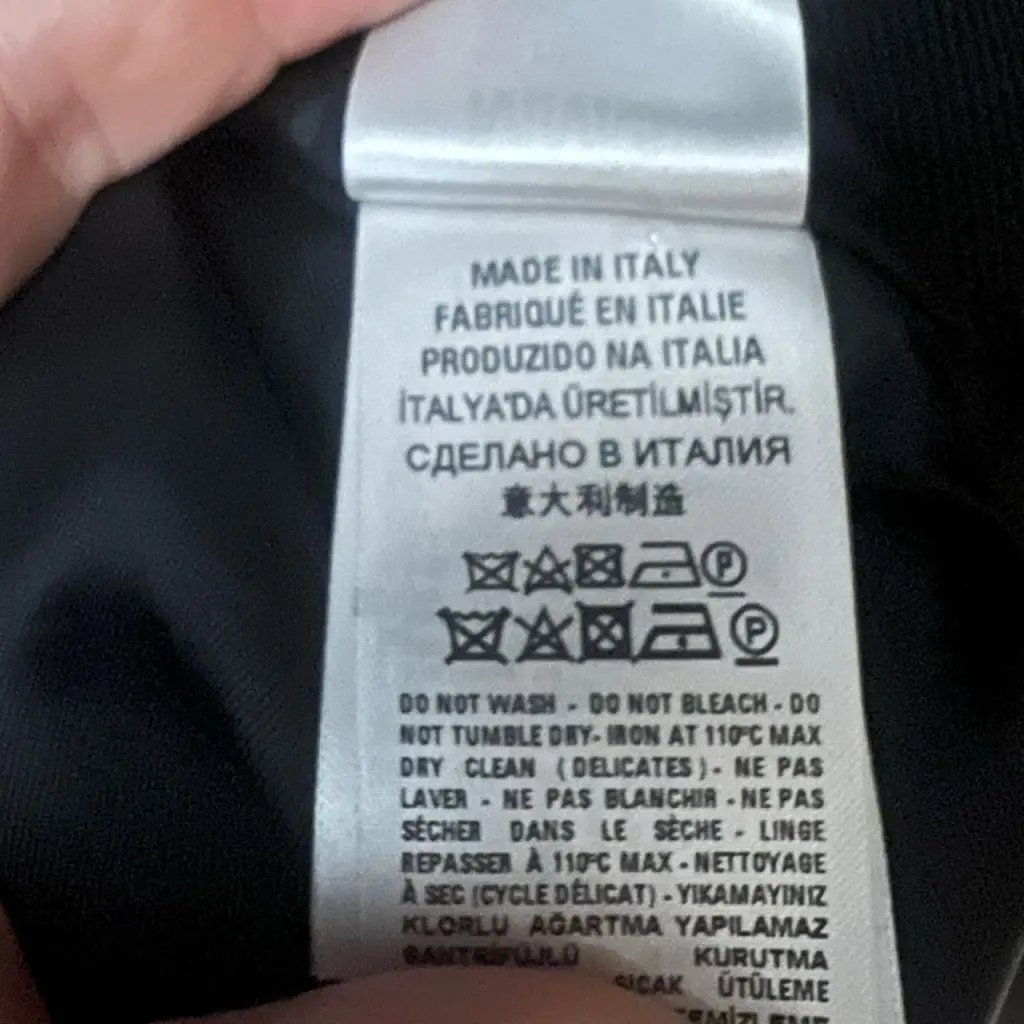 MADE IN ITALY
FABRIQUÉ EN ITALIE
PRODUZIDO NA ITALIA
İTALYA'DA ÜRETİLMİŞTİR.
СДЕЛАНО В ИТАЛИЯ
意大利制造
P
P
DO NOT WASH - DO NOT BLEACH - DO
NOT TUMBLE DRY- IRON AT 110°C MAX
DRY CLEAN (DELICATES)- NE PAS
LAVER - NE PAS BLANCHIR - NE PAS
SÉCHER DANS LE SÈCHE - LINGE
REPASSER À 110°C MAX - NETTOYAGE
À SEC (CYCLE DÉLICAT) - YIKAMAYINIZ
KLORLU AĞARTMA YAPILAMAZ
SANTRİFÜJLÜ KURUTMA
SICAK ÜTÜLEME